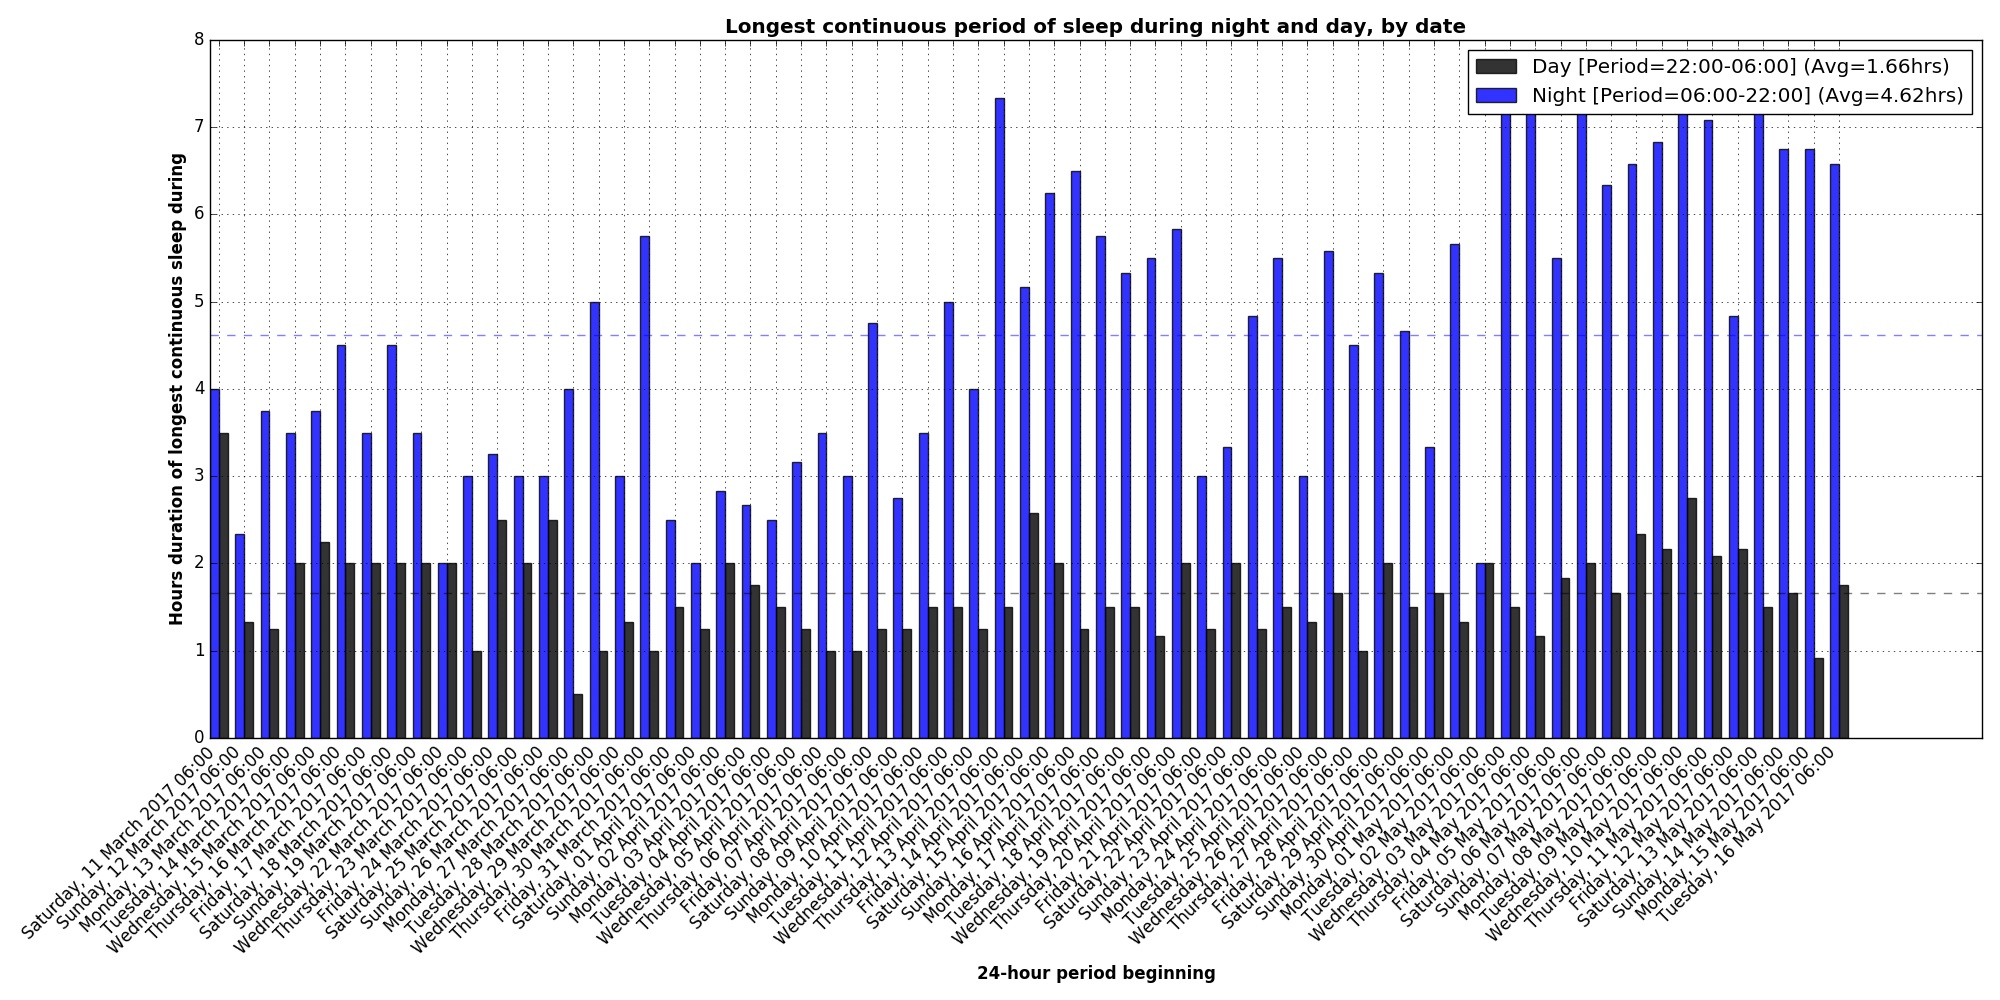 Longest continuous period of sleep during night and day, by date
Day [Period=22:00-06:00] (Avg=1.66hrs)
Night [Period=06:00-22:00] (Avg=4.62hrs)
Hours duration of longest continuous sleep during
8
7
6
5
4
3
2
1
0
Saturday, 11 March 2017 06:00
Sunday, 12 March 2017 06:00
Monday, 13 March 2017 06:00
Tuesday, 14 March 2017 06:00
Wednesday, 15 March 2017 06:00
Thursday, 16 March 2017 06:00
Friday, 17 March 2017 06:00
Saturday, 18 March 2017 06:00
Sunday, 19 March 2017 06:00
Wednesday, 22 March 2017 06:00
Thursday, 23 March 2017 06:00
Friday, 24 March 2017 06:00
Saturday, 25 March 2017 06:00
Sunday, 26 March 2017 06:00
Monday, 27 March 2017 06:00
Tuesday, 28 March 2017 06:00
Wednesday, 29 March 2017 06:00
Thursday, 30 March 2017 06:00
Friday, 31 March 2017 06:00
Saturday, 01 April 2017 06:00
Sunday, 02 April 2017 06:00
Monday, 03 April 2017 06:00
Tuesday, 04 April 2017 06:00
Wednesday, 05 April 2017 06:00
Thursday, 06 April 2017 06:00
Friday, 07 April 2017 06:00
Saturday, 08 April 2017 06:00
Sunday, 09 April 2017 06:00
Monday, 10 April 2017 06:00
Tuesday, 11 April 2017 06:00
Wednesday, 12 April 2017 06:00
Thursday, 13 April 2017 06:00
Friday, 14 April 2017 06:00
Saturday, 15 April 2017 06:00
Sunday, 16 April 2017 06:00
Monday, 17 April 2017 06:00
Tuesday, 18 April 2017 06:00
Wednesday, 19 April 2017 06:00
Thursday, 20 April 2017 06:00
Friday, 21 April 2017 06:00
Saturday, 22 April 2017 06:00
Sunday, 23 April 2017 06:00
Monday, 24 April 2017 06:00
Tuesday, 25 April 2017 06:00
Wednesday, 26 April 2017 06:00
Thursday, 27 April 2017 06:00
Friday, 28 April 2017 06:00
Saturday, 29 April 2017 06:00
Sunday, 30 April 2017 06:00
Monday, 01 May 2017 06:00
Tuesday, 02 May 2017 06:00
Wednesday, 03 May 2017 06:00
Thursday, 04 May 2017 06:00
Friday, 05 May 2017 06:00
Saturday, 06 May 2017 06:00
Sunday, 07 May 2017 06:00
Monday, 08 May 2017 06:00
Tuesday, 09 May 2017 06:00
Wednesday, 10 May 2017 06:00
Thursday, 11 May 2017 06:00
Friday, 12 May 2017 06:00
Saturday, 13 May 2017 06:00
Sunday, 14 May 2017 06:00
Monday, 15 May 2017 06:00
Tuesday, 16 May 2017 06:00
24-hour period beginning